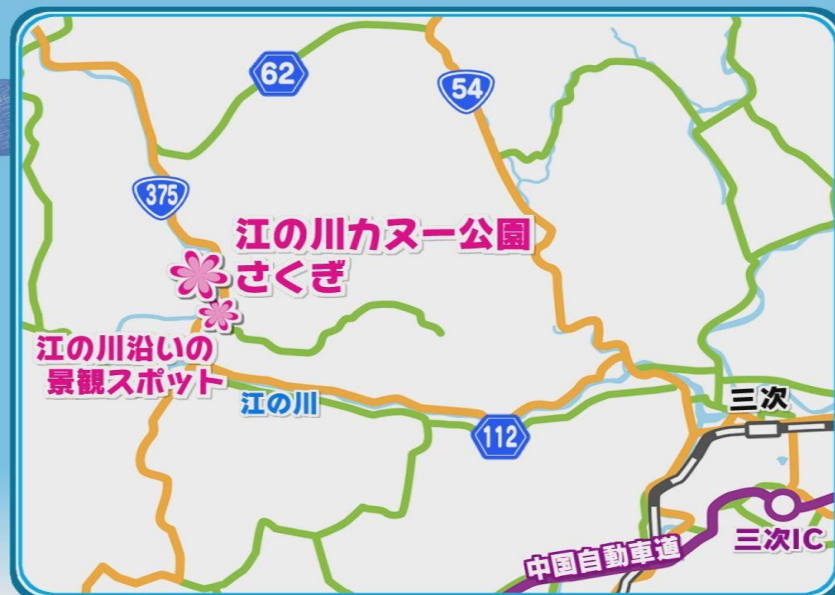 62
54
375
江の川カヌー公園
さくぎ
江の川沿いの
景観スポット
江の川
112
三次
中国自動車道
三次IC